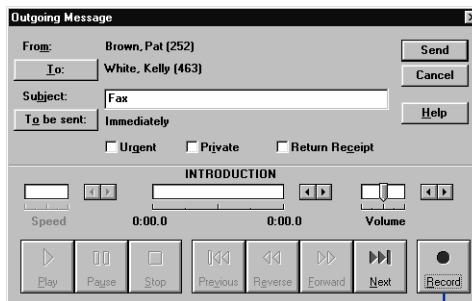 Outgoing Message
From: Brown, Pat (252)
To: White, Kelly (463)
Subject: Fax
To be sent: Immediately
Urgent Private Return Receipt
Send
Cancel
Help
INTRODUCTION
Speed 0:00.0 0:00.0 Volume
Play Pause Stop Previous Reverse Forward Next Record